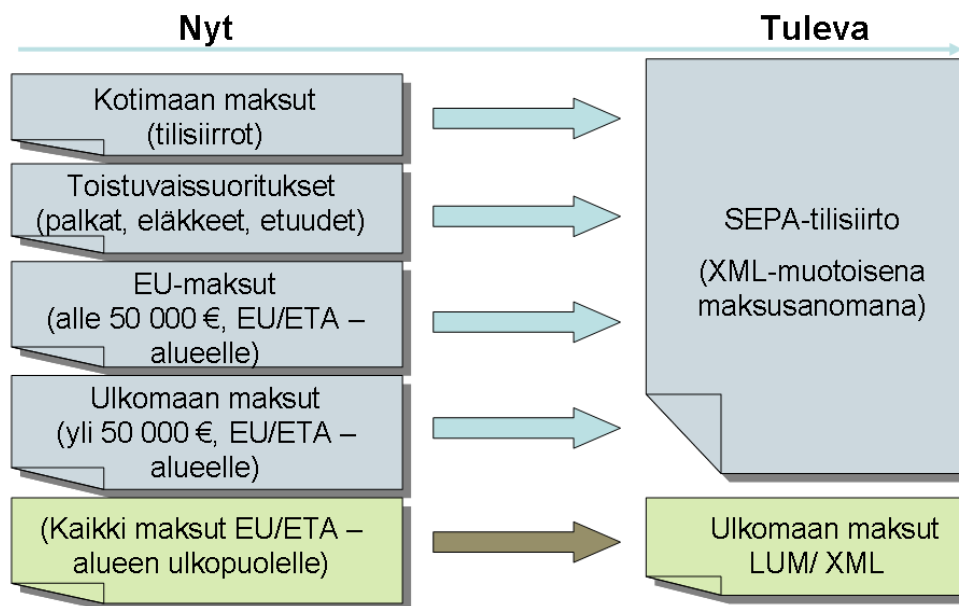 Nyt
Tuleva
Kotimaan maksut
(tilisiirrot)
Toistuvaissuoritukset
(palkat, eläkkeet, etuudet)
EU-maksut
(alle 50 000 €, EU/ETA –
alueelle)
Ulkomaan maksut
(yli 50 000 €, EU/ETA –
alueelle)
(Kaikki maksut EU/ETA –
alueen ulkopuolelle)
SEPA-tilisiirto
(XML-muotoisena
maksusanomana)
Ulkomaan maksut
LUM/ XML